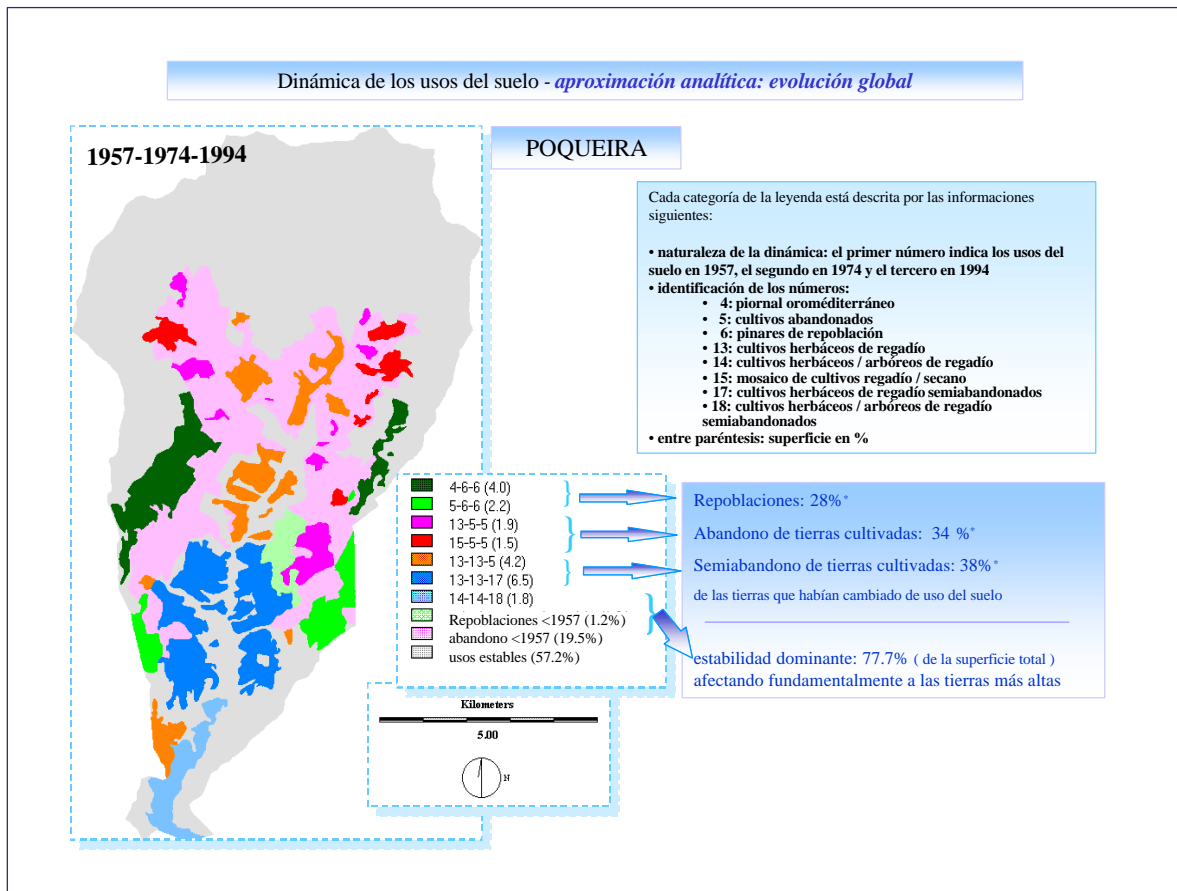 Dinámica de los usos del suelo - aproximación analítica: evolución global
1957-1974-1994
POQUEIRA
Cada categoría de la leyenda está descrita por las informaciones
siguientes:
• naturaleza de la dinámica: el primer número indica los usos del
suelo en 1957, el segundo en 1974 y el tercero en 1994
• identificación de los números:
• 4: piornal oroméditerráneo
• 5: cultivos abandonados
• 6: pinares de repoblación
• 13: cultivos herbáceos de regadío
• 14: cultivos herbáceos / arbóreos de regadío
• 15: mosaico de cultivos regadío / secano
• 17: cultivos herbáceos de regadío semiabandonados
• 18: cultivos herbáceos / arbóreos de regadío
semiabandonados
• entre paréntesis: superficie en %
4-6-6 (4.0)
5-6-6 (2.2)
13-5-5 (1.9)
15-5-5 (1.5)
13-13-5 (4.2)
13-13-17 (6.5)
14-14-18 (1.8)
Repoblaciones <1957 (1.2%)
abandono <1957 (19.5%)
usos estables (57.2%)
Repoblaciones: 28%*
Abandono de tierras cultivadas: 34 %*
Semiabandono de tierras cultivadas: 38%*
de las tierras que habían cambiado de uso del suelo
estabilidad dominante: 77.7% ( de la superficie total )
afectando fundamentalmente a las tierras más altas
Kilometers
5.00
N